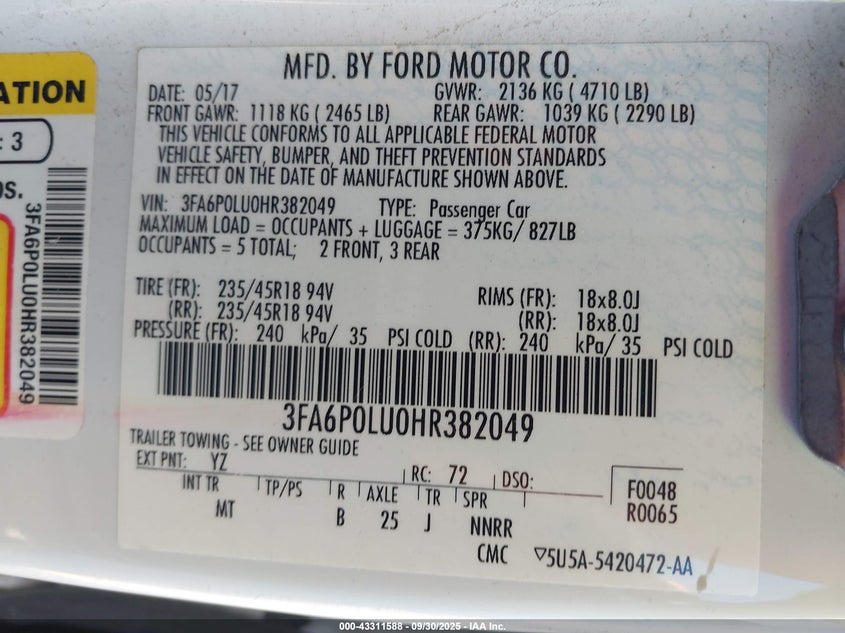 ATION
: 3
OS.
3FA6P0LU0HR382049
MFD. BY FORD MOTOR CO.
DATE: 05/17 GVWR: 2136 KG ( 4710 LB)
FRONT GAWR: 1118 KG ( 2465 LB) REAR GAWR: 1039 KG ( 2290 LB)
THIS VEHICLE CONFORMS TO ALL APPLICABLE FEDERAL MOTOR
VEHICLE SAFETY, BUMPER, AND THEFT PREVENTION STANDARDS
IN EFFECT ON THE DATE OF MANUFACTURE SHOWN ABOVE.
VIN: 3FA6P0LU0HR382049 TYPE: Passenger Car
MAXIMUM LOAD = OCCUPANTS + LUGGAGE = 375KG/ 827LB
OCCUPANTS = 5 TOTAL; 2 FRONT, 3 REAR
TIRE (FR): 235/45R18 94V RIMS (FR): 18x8.0J
(RR): 235/45R18 94V (RR): 18x8.0J
PRESSURE (FR): 240 kPa/ 35 PSI COLD (RR): 240 kPa/ 35 PSI COLD
3FA6P0LU0HR382049
TRAILER TOWING - SEE OWNER GUIDE
EXT PNT: YZ RC: 72 DSO: F0048
INT TR TP/PS R AXLE TR SPR R0065
MT B 25 J NNRR
CMC ▽5U5A-5420472-AA
000-43311588 - 09/30/2025 - IAA Inc.